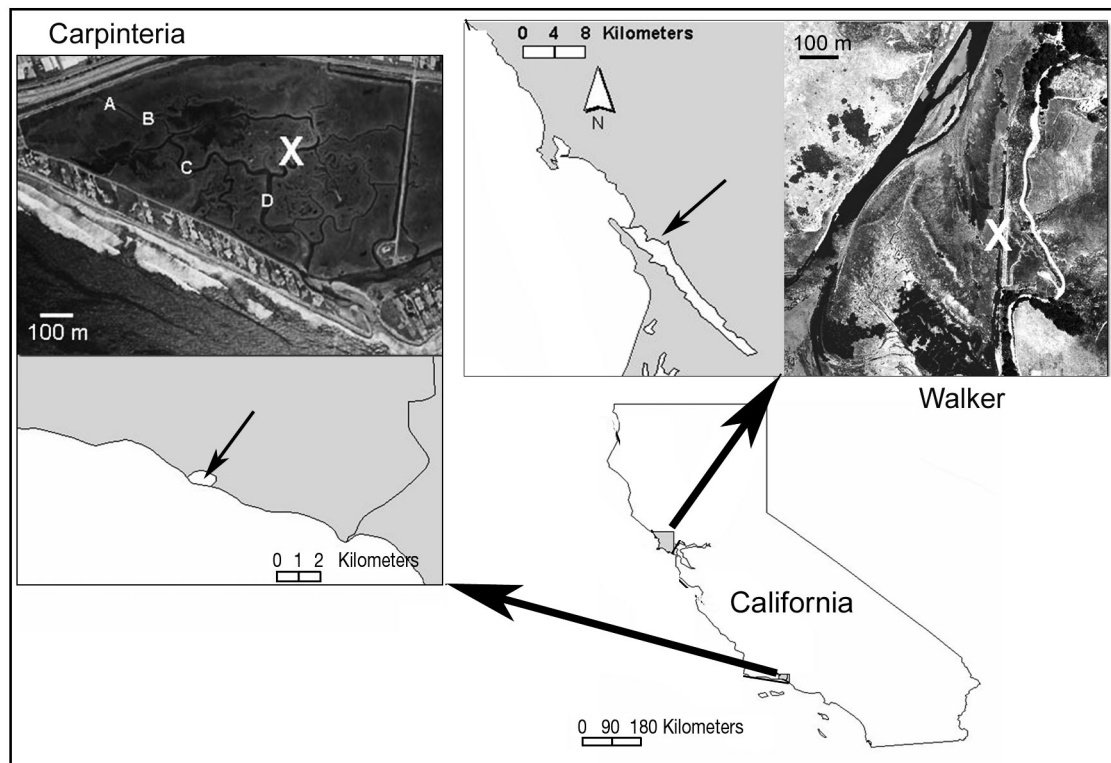 Carpinteria
A
B
X
C
D
100 m
0 1 2 Kilometers
0 4 8 Kilometers
N
100 m
X
Walker
California
0 90 180 Kilometers